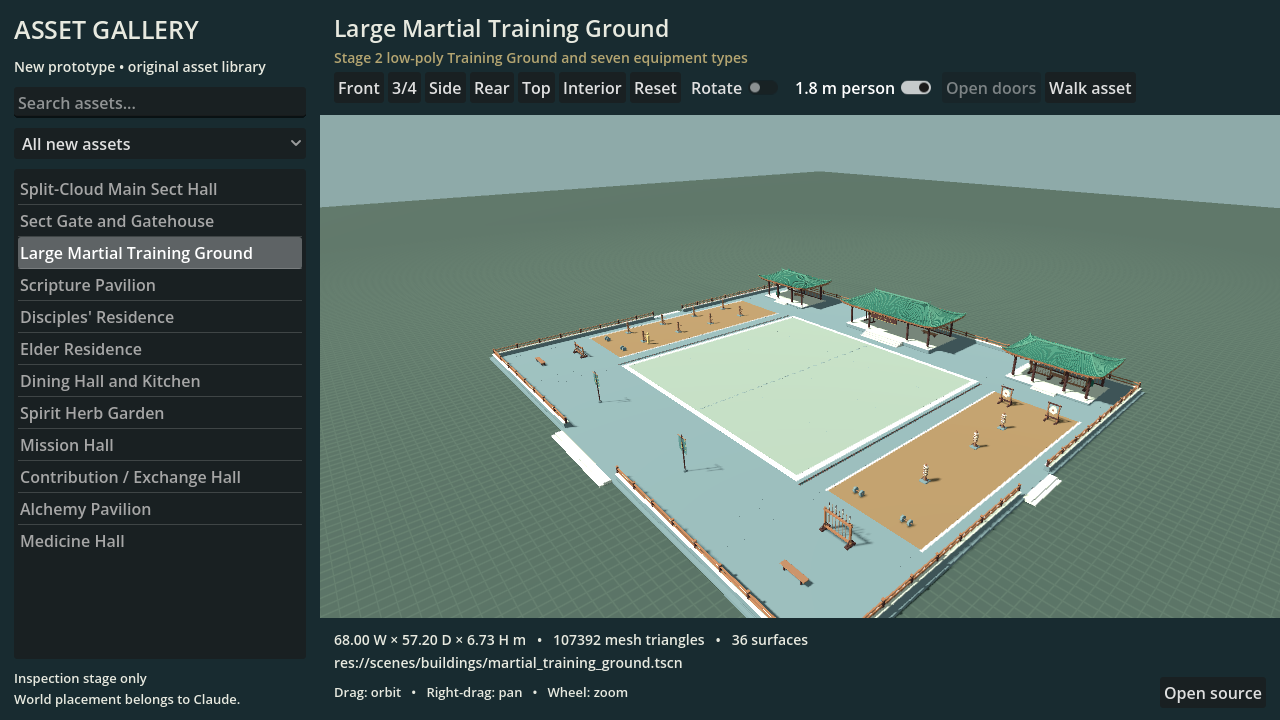 ASSET GALLERY
New prototype • original asset library
Search assets...
All new assets
Split-Cloud Main Sect Hall
Sect Gate and Gatehouse
Large Martial Training Ground
Scripture Pavilion
Disciples' Residence
Elder Residence
Dining Hall and Kitchen
Spirit Herb Garden
Mission Hall
Contribution / Exchange Hall
Alchemy Pavilion
Medicine Hall
Inspection stage only
World placement belongs to Claude.
Large Martial Training Ground
Stage 2 low-poly Training Ground and seven equipment types
Front 3/4 Side Rear Top Interior Reset Rotate 1.8 m person Open doors Walk asset
68.00 W × 57.20 D × 6.73 H m • 107392 mesh triangles • 36 surfaces
res://scenes/buildings/martial_training_ground.tscn
Drag: orbit • Right-drag: pan • Wheel: zoom
Open source